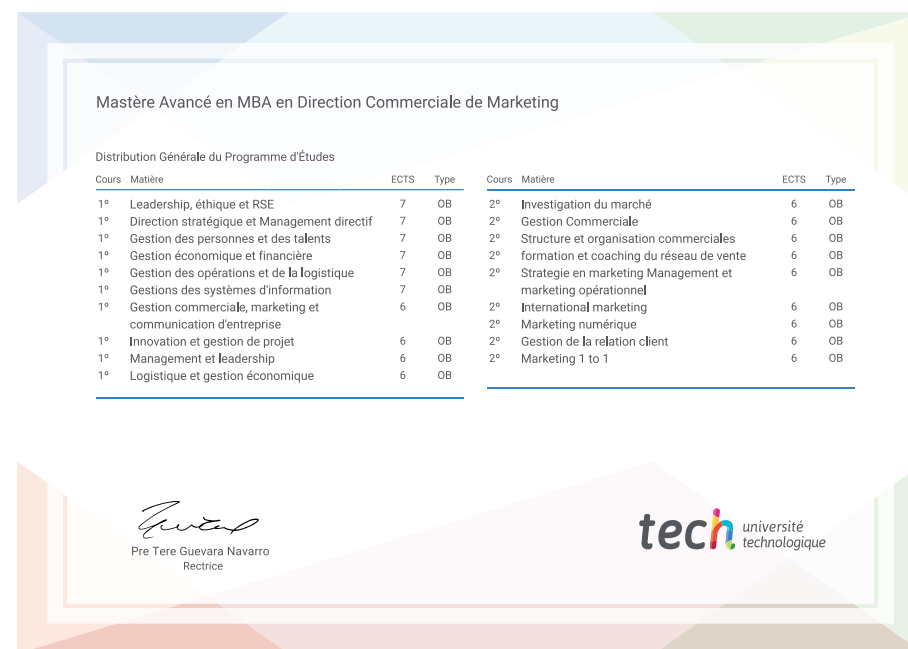 Mastère Avancé en MBA en Direction Commerciale de Marketing
Distribution Générale du Programme d'Études
Cours Matière ECTS Type
1º Leadership, éthique et RSE 7 OB
1º Direction stratégique et Management directif 7 OB
1º Gestion des personnes et des talents 7 OB
1º Gestion économique et financière 7 OB
1º Gestion des opérations et de la logistique 7 OB
1º Gestions des systèmes d'information 7 OB
1º Gestion commerciale, marketing et 6 OB
communication d'entreprise
1º Innovation et gestion de projet 6 OB
1º Management et leadership 6 OB
1º Logistique et gestion économique 6 OB
Cours Matière ECTS Type
2º Investigation du marché 6 OB
2º Gestion Commerciale 6 OB
2º Structure et organisation commerciales 6 OB
2º formation et coaching du réseau de vente 6 OB
2º Strategie en marketing Management et 6 OB
marketing opérationnel
2º International marketing 6 OB
2º Marketing numérique 6 OB
2º Gestion de la relation client 6 OB
2º Marketing 1 to 1 6 OB
Pre Tere Guevara Navarro
Rectrice
tech université
technologique